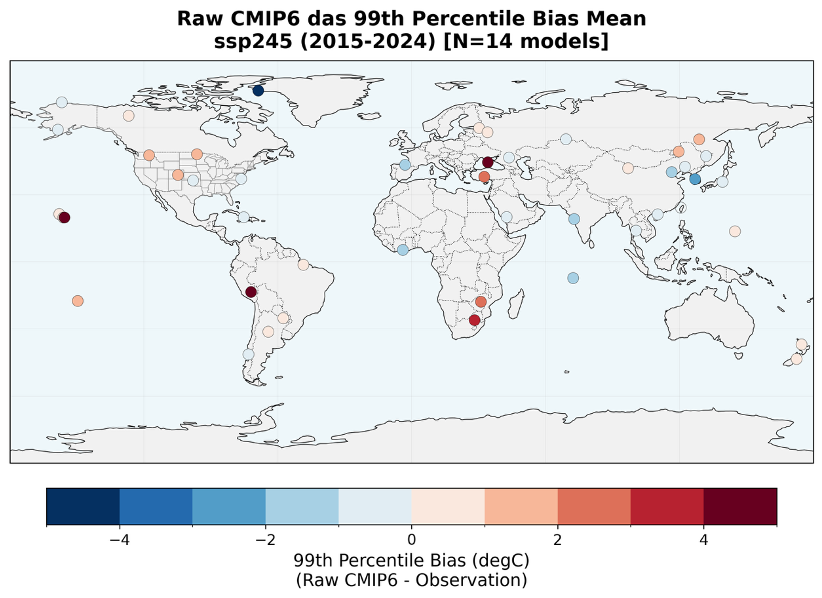 Raw CMIP6 das 99th Percentile Bias Mean
ssp245 (2015-2024) [N=14 models]
−4 −2 0 2 4
99th Percentile Bias (degC)
(Raw CMIP6 - Observation)